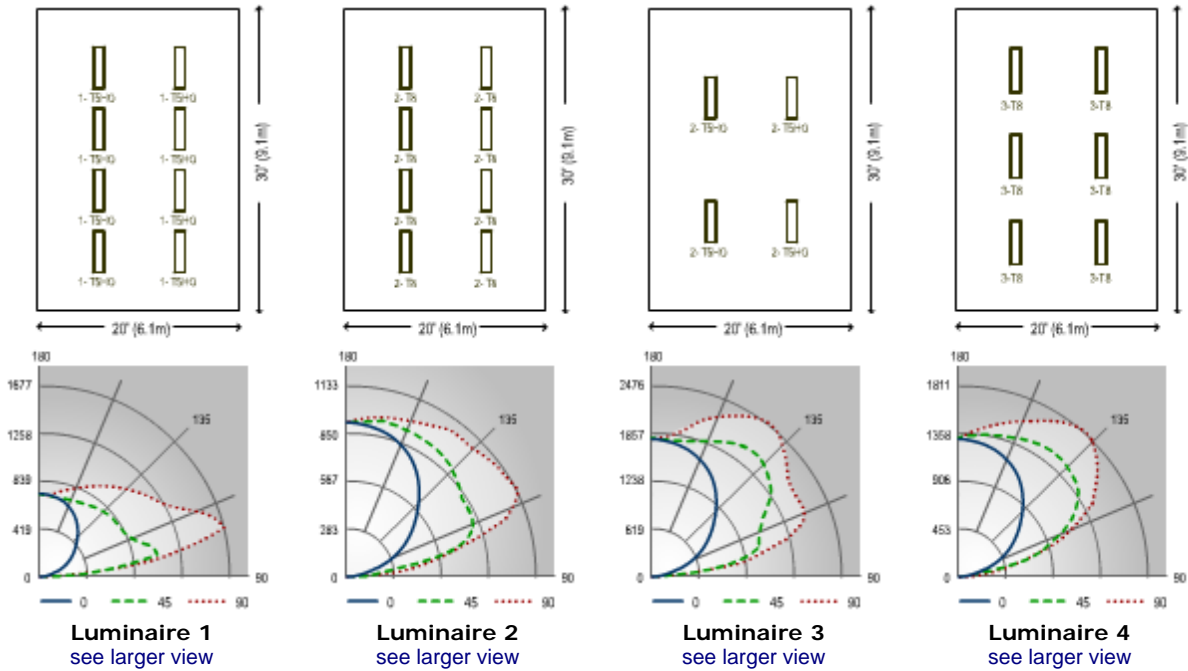 1- T5HO 1- T5HO
1- T5HO 1- T5HO
1- T5HO 1- T5HO
1- T5HO 1- T5HO
30' (9.1m)
20' (6.1m)
2- T8 2- T8
2- T8 2- T8
2- T8 2- T8
2- T8 2- T8
30' (9.1m)
20' (6.1m)
2- T5HO 2- T5HO
2- T5HO 2- T5HO
30' (9.1m)
20' (6.1m)
3-T8 3-T8
3-T8 3-T8
3-T8 3-T8
30' (9.1m)
20' (6.1m)
180
1677
1258
839
419
0
135
90
0 45 90
Luminaire 1
see larger view
180
1133
850
567
283
0
135
90
0 45 90
Luminaire 2
see larger view
180
2476
1857
1238
619
0
135
90
0 45 90
Luminaire 3
see larger view
180
1811
1358
906
453
0
135
90
0 45 90
Luminaire 4
see larger view